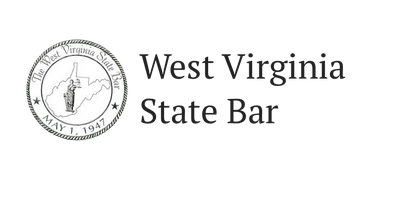 The West Virginia State Bar
MAY 1, 1947
West Virginia
State Bar